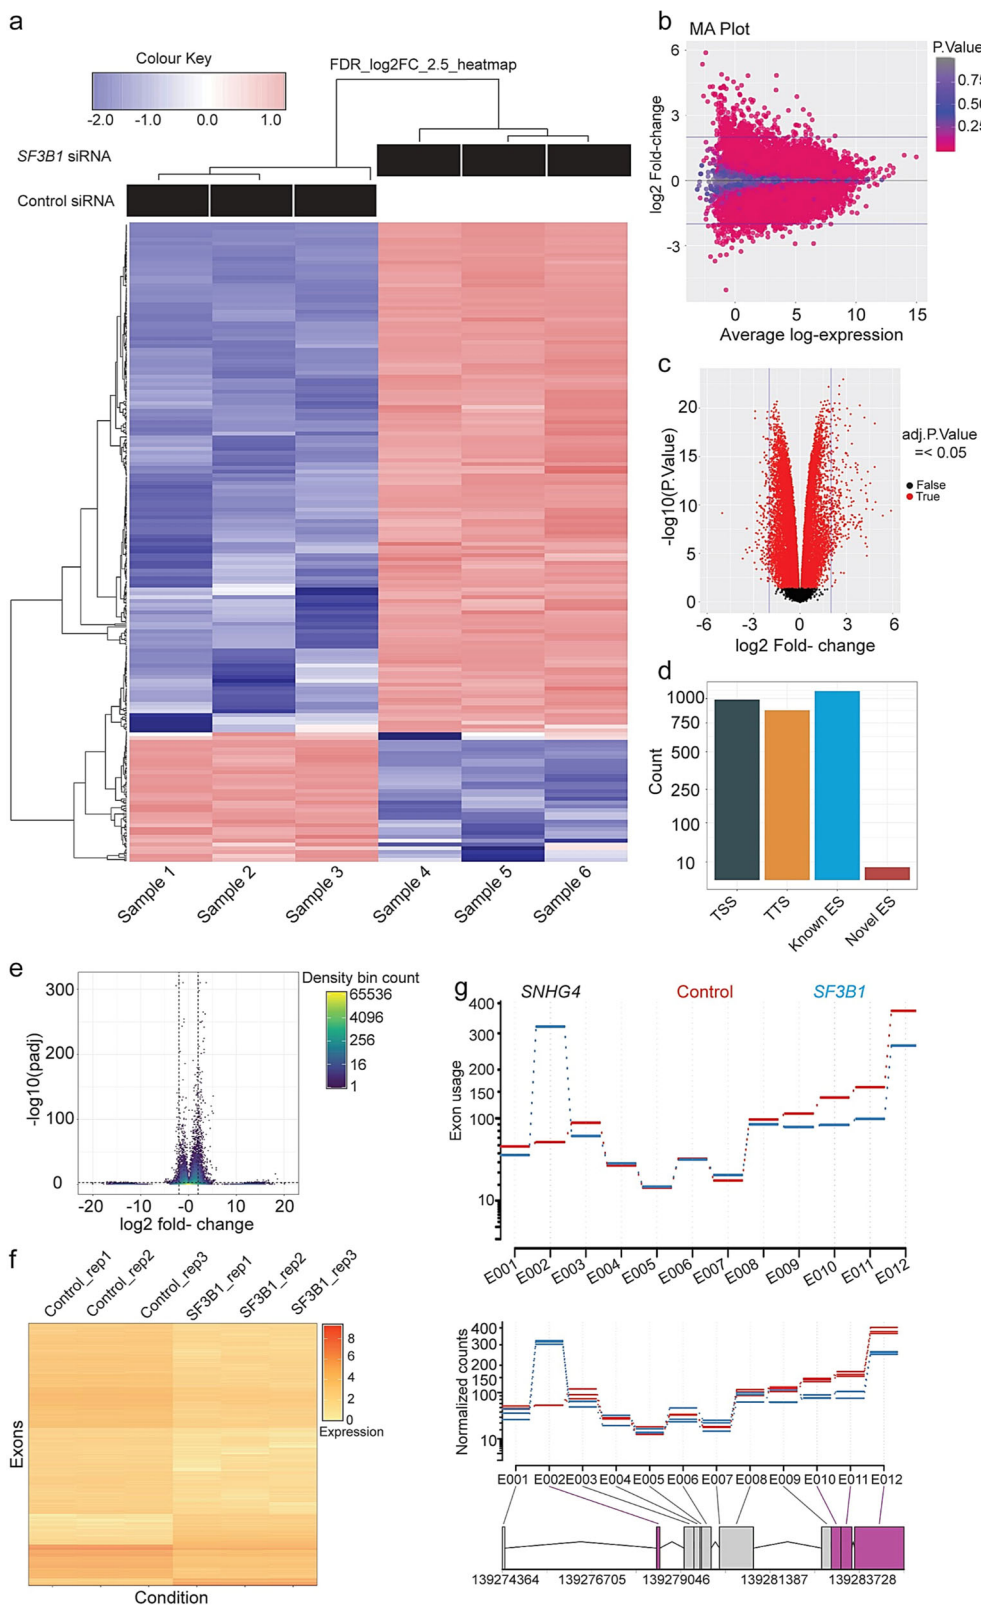 a
Colour Key
-2.0 -1.0 0.0 1.0
FDR_log2FC_2.5_heatmap
SF3B1 siRNA
Control siRNA
Sample 1
Sample 2
Sample 3
Sample 4
Sample 5
Sample 6
b
MA Plot
P.Value
0.75
0.50
0.25
log2 Fold-change
6
3
0
-3
0 5 10 15
Average log-expression
c
-log10(P.Value)
20
15
10
5
0
-6 -3 0 3 6
log2 Fold- change
adj.P.Value
=< 0.05
False
True
d
Count
1000
750
500
250
100
10
TSS
TTS
Known ES
Novel ES
e
-log10(padj)
300
200
100
0
-20 -10 -0 10 20
log2 fold- change
Density bin count
65536
4096
256
16
1
f
Control_rep1
Control_rep2
Control_rep3
SF3B1_rep1
SF3B1_rep2
SF3B1_rep3
Exons
8
6
4
2
0
Expression
Condition
g
SNHG4 Control SF3B1
Exon usage
400
300
200
150
100
10
E001
E002
E003
E004
E005
E006
E007
E008
E009
E010
E011
E012
Normalized counts
400
300
200
150
100
10
E001 E002 E003 E004 E005 E006 E007 E008 E009 E010 E011 E012
139274364 139276705 139279046 139281387 139283728